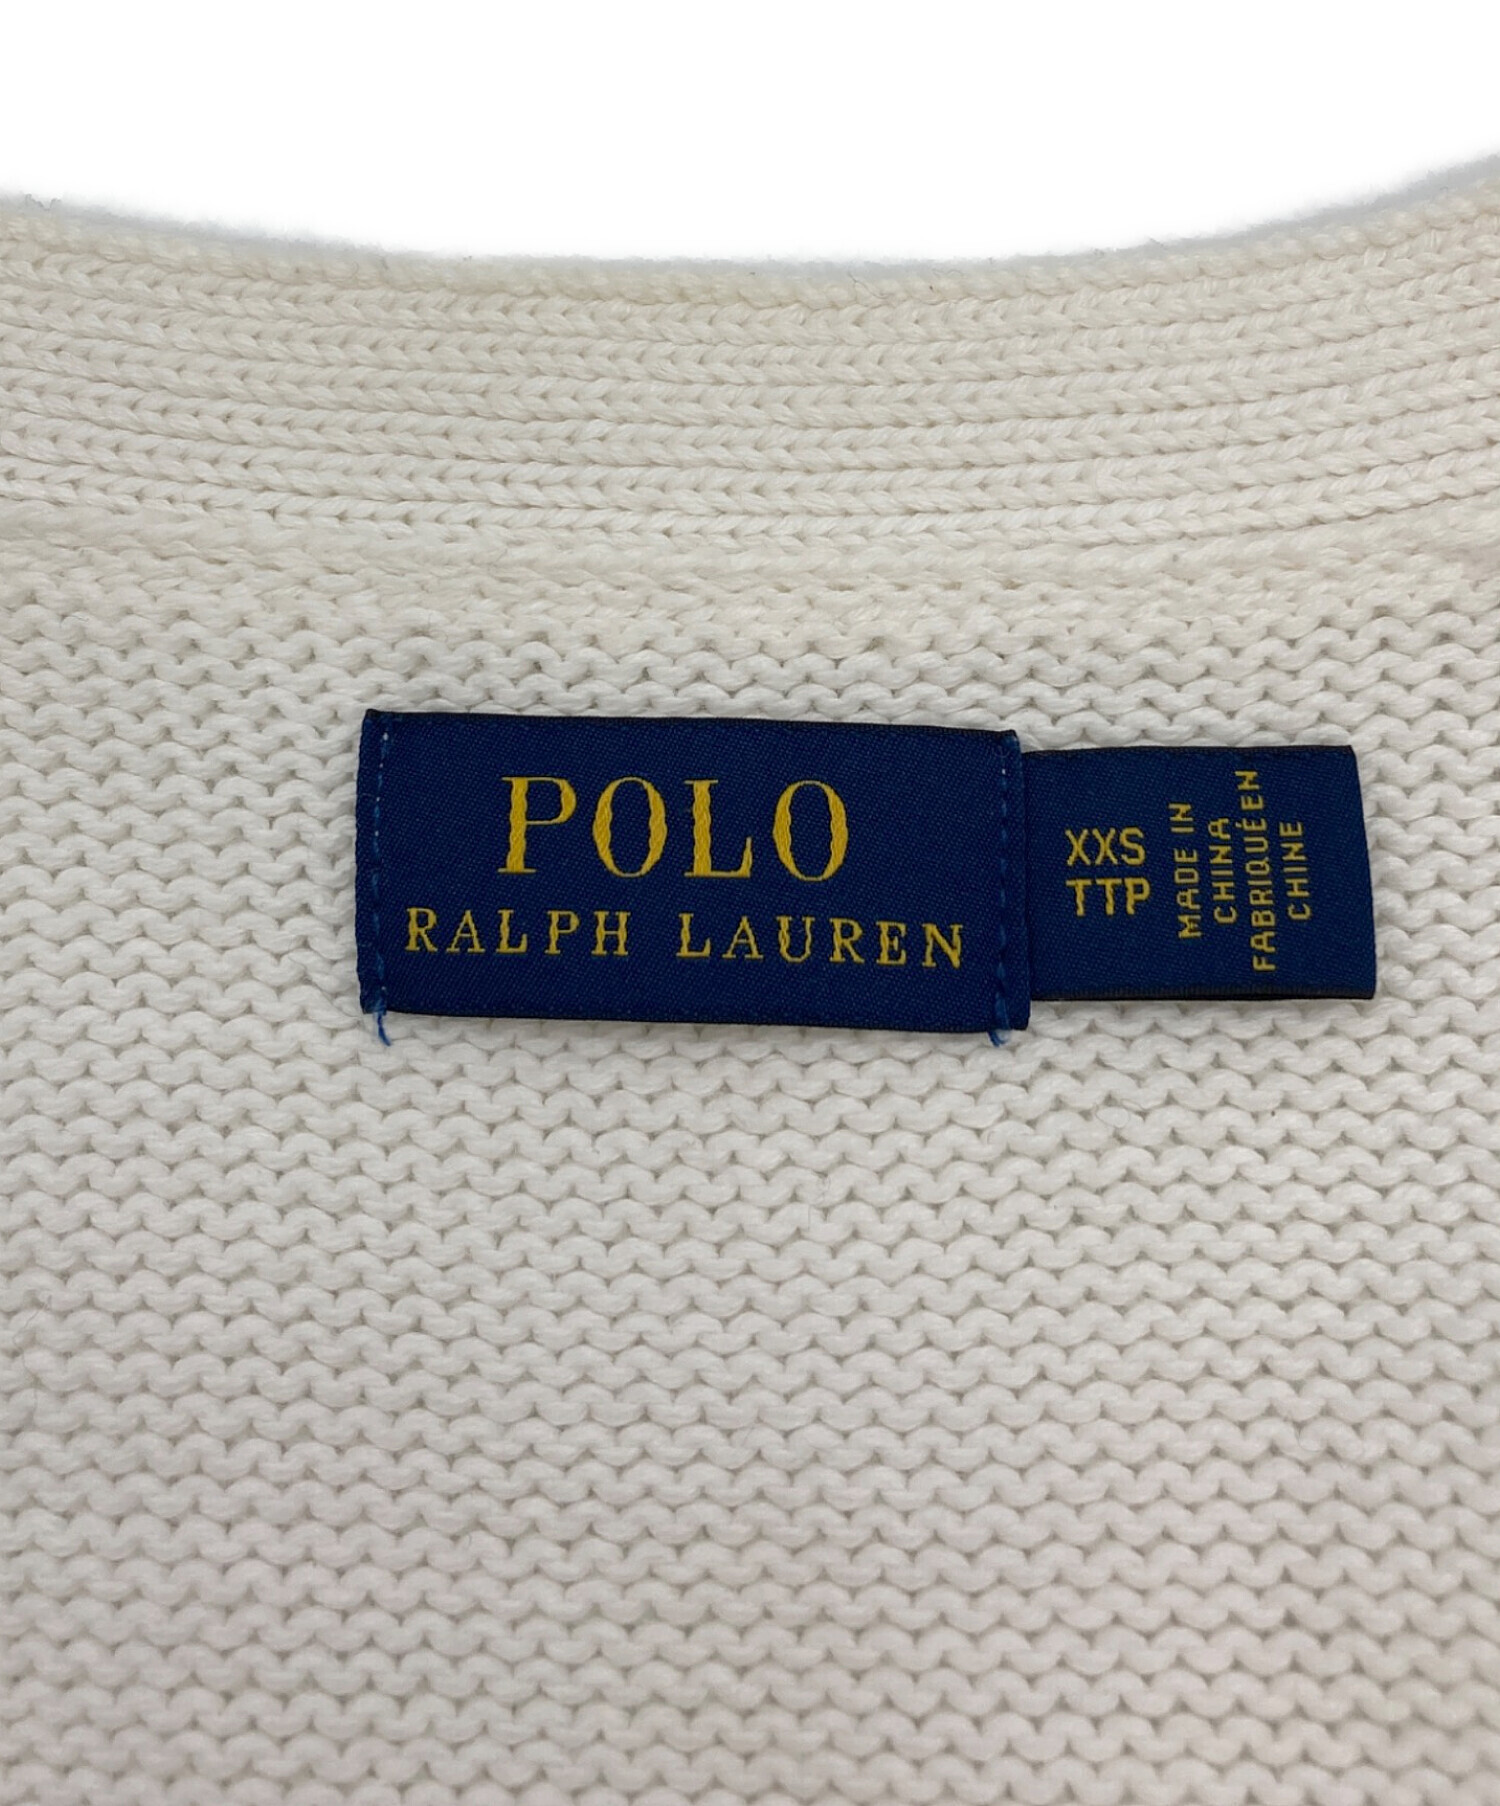 POLO
RALPH LAUREN
XXS
TTP
MADE IN
CHINA
FABRIQUÉ EN
CHINE